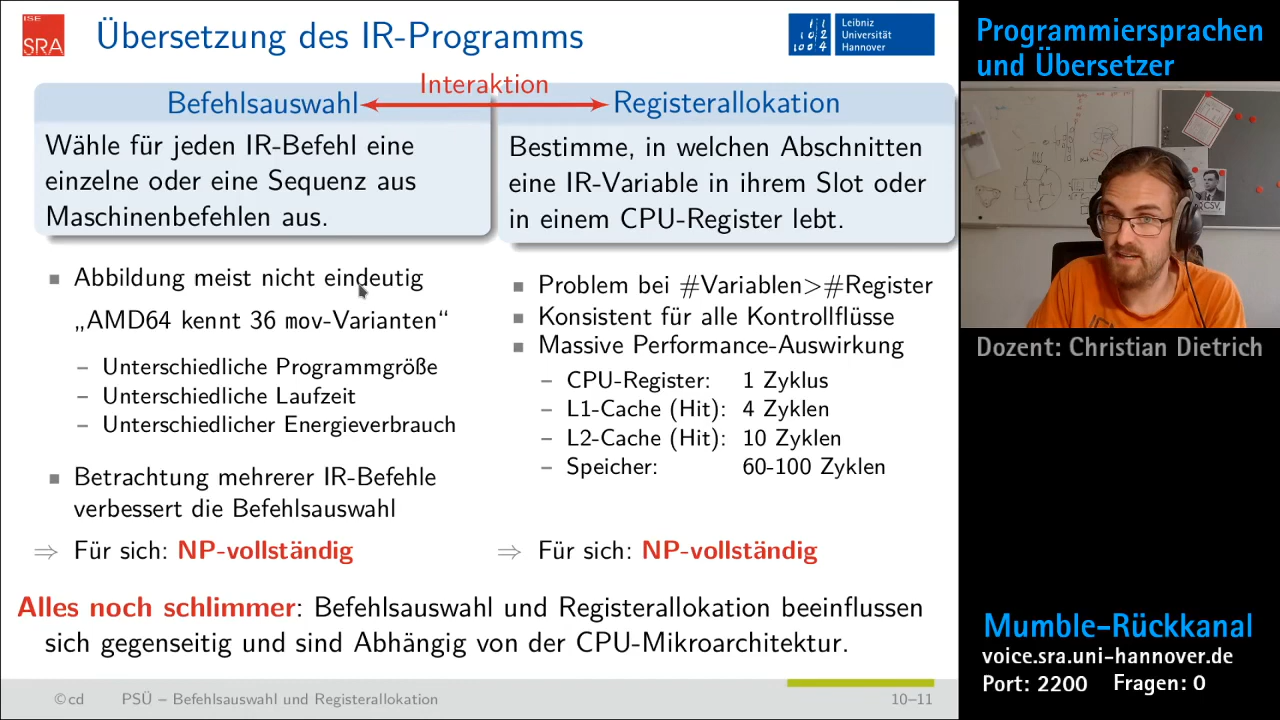 ISE
SRA
Übersetzung des IR-Programms
Leibniz
Universität
Hannover
Interaktion
Befehlsauswahl
Wähle für jeden IR-Befehl eine
einzelne oder eine Sequenz aus
Maschinenbefehlen aus.
Abbildung meist nicht eindeutig
„AMD64 kennt 36 mov-Varianten“
– Unterschiedliche Programmgröße
– Unterschiedliche Laufzeit
– Unterschiedlicher Energieverbrauch
Betrachtung mehrerer IR-Befehle
verbessert die Befehlsauswahl
⇒ Für sich: NP-vollständig
Registerallokation
Bestimme, in welchen Abschnitten
eine IR-Variable in ihrem Slot oder
in einem CPU-Register lebt.
Problem bei #Variablen>#Register
Konsistent für alle Kontrollflüsse
Massive Performance-Auswirkung
– CPU-Register: 1 Zyklus
– L1-Cache (Hit): 4 Zyklen
– L2-Cache (Hit): 10 Zyklen
– Speicher: 60-100 Zyklen
⇒ Für sich: NP-vollständig
Alles noch schlimmer: Befehlsauswahl und Registerallokation beeinflussen
sich gegenseitig und sind Abhängig von der CPU-Mikroarchitektur.
©cd PSÜ – Befehlsauswahl und Registerallokation 10–11
Programmiersprachen
und Übersetzer
Dozent: Christian Dietrich
Mumble-Rückkanal
voice.sra.uni-hannover.de
Port: 2200 Fragen: 0